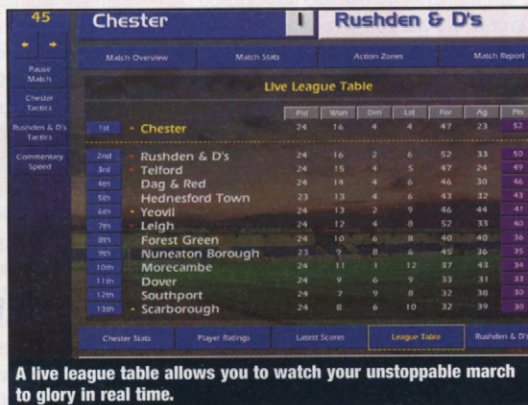 45
Chester 1 Rushden & D's
Match Overview Match Stats Action Zones Match Report
Pause Match
Chester Tactics
Rushden & D's Tactics
Commentary Speed
Live League Table
Pld Won Drn Lst For Ag Pts
1st Chester 24 16 4 4 47 23 52
2nd Rushden & D's 24 16 2 6 52 33 50
3rd Telford 24 15 4 5 47 24 49
4th Dag & Red 24 14 4 6 46 30 46
5th Hednesford Town 23 13 4 6 43 32 43
6th Yeovil 24 13 2 9 46 44 41
7th Leigh 24 12 4 8 52 33 40
8th Forest Green 24 10 6 8 40 40 36
9th Nuneaton Borough 23 9 8 6 45 36 35
10th Morecambe 24 11 1 12 37 43 34
11th Dover 24 9 6 9 33 31 33
12th Southport 24 7 9 8 32 38 30
13th Scarborough 24 8 6 10 32 39 30
Chester Stats Player Ratings Latest Scores League Table Rushden & D's
A live league table allows you to watch your unstoppable march
to glory in real time.